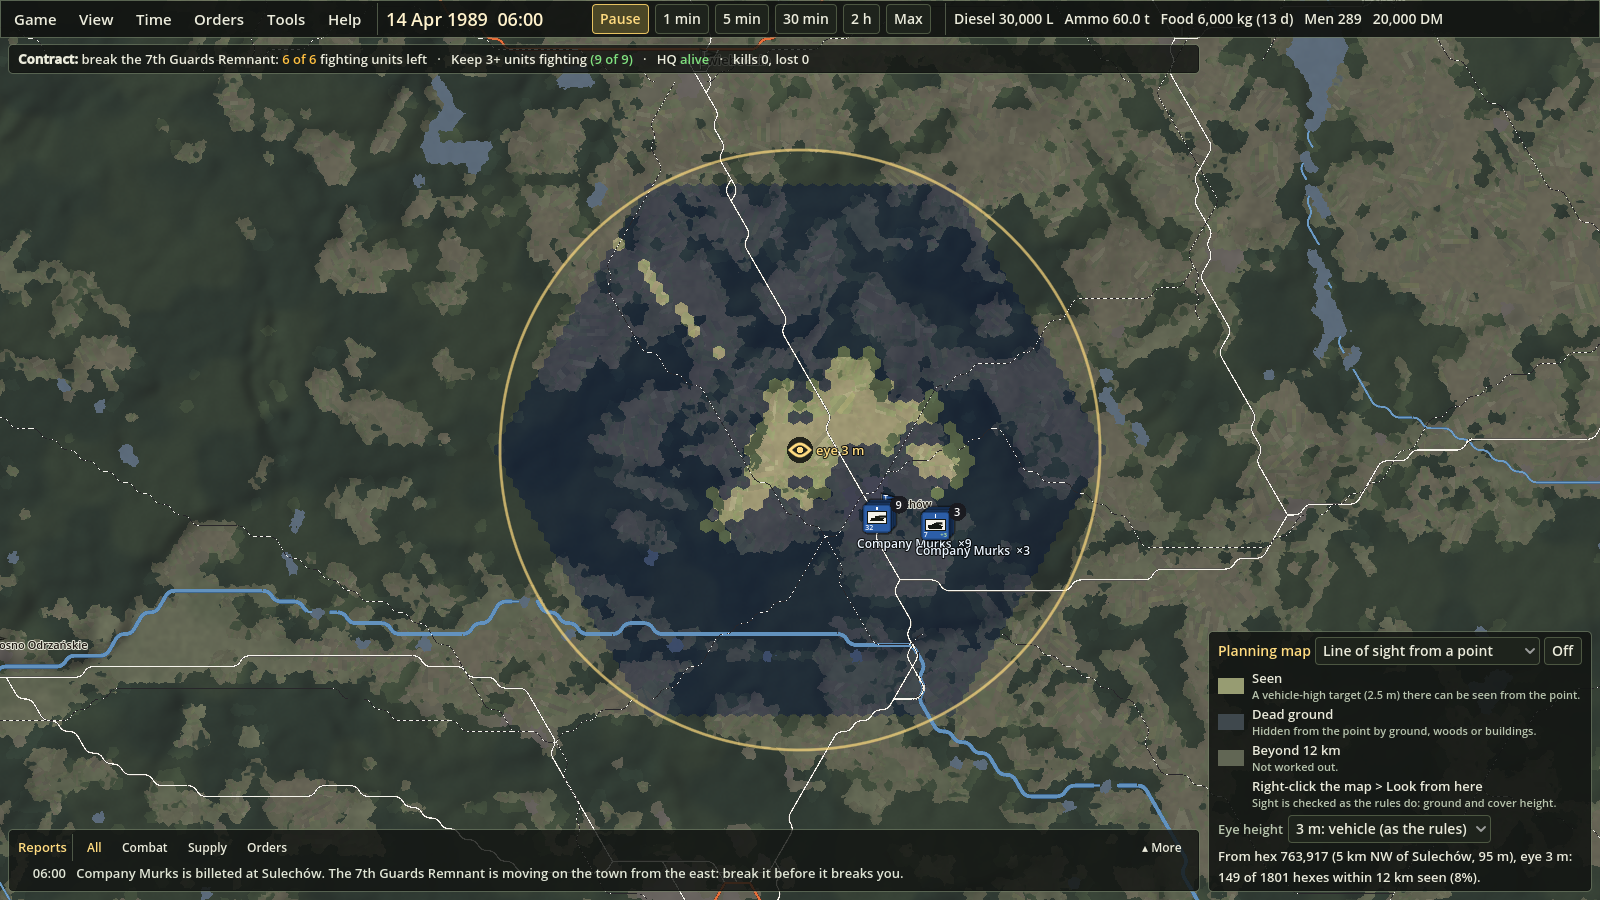 Game View Time Orders Tools Help 14 Apr 1989 06:00 Pause 1 min 5 min 30 min 2 h Max Diesel 30,000 L Ammo 60.0 t Food 6,000 kg (13 d) Men 289 20,000 DM
Contract: break the 7th Guards Remnant: 6 of 6 fighting units left · Keep 3+ units fighting (9 of 9) · HQ alive · kills 0, lost 0
eye 3 m
9 hów 3
32 7
Company Murks ×9
Company Murks ×3
osno Odrzańskie
Planning map Line of sight from a point Off
Seen
A vehicle-high target (2.5 m) there can be seen from the point.
Dead ground
Hidden from the point by ground, woods or buildings.
Beyond 12 km
Not worked out.
Right-click the map > Look from here
Sight is checked as the rules do: ground and cover height.
Eye height 3 m: vehicle (as the rules)
From hex 763,917 (5 km NW of Sulechów, 95 m), eye 3 m:
149 of 1801 hexes within 12 km seen (8%).
Reports All Combat Supply Orders ▴ More
06:00 Company Murks is billeted at Sulechów. The 7th Guards Remnant is moving on the town from the east: break it before it breaks you.